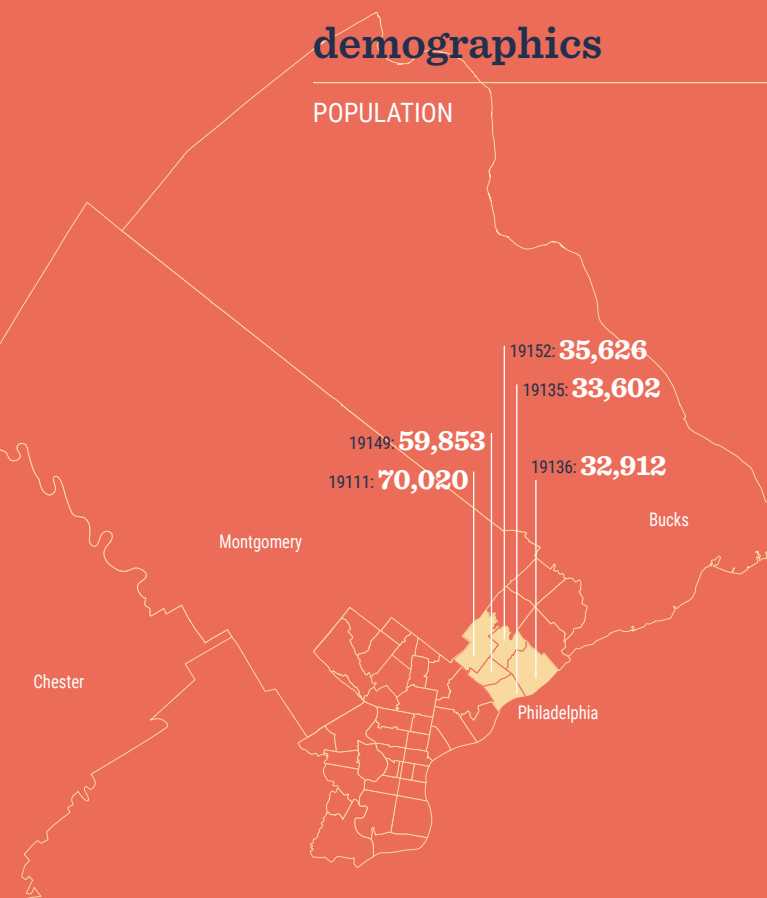 demographics
POPULATION
19152: 35,626
19135: 33,602
19149: 59,853
19136: 32,912
19111: 70,020
Bucks
Montgomery
Chester
Philadelphia